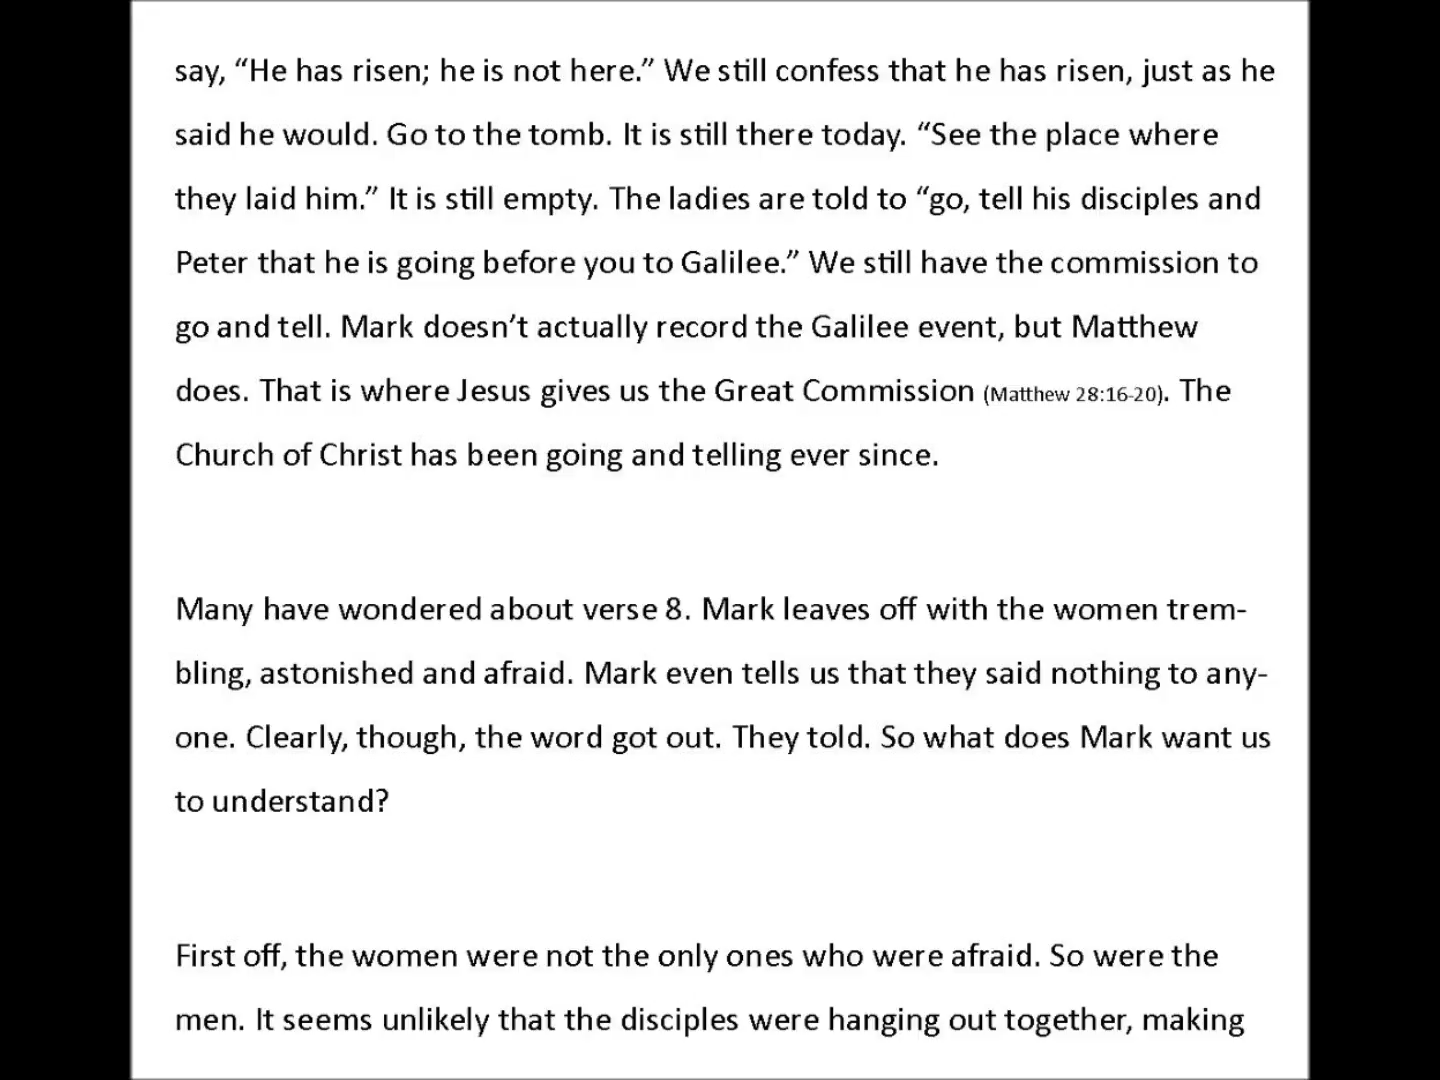 say, “He has risen; he is not here.” We still confess that he has risen, just as he
said he would. Go to the tomb. It is still there today. “See the place where
they laid him.” It is still empty. The ladies are told to “go, tell his disciples and
Peter that he is going before you to Galilee.” We still have the commission to
go and tell. Mark doesn’t actually record the Galilee event, but Matthew
does. That is where Jesus gives us the Great Commission (Matthew 28:16-20). The
Church of Christ has been going and telling ever since.
Many have wondered about verse 8. Mark leaves off with the women trem-
bling, astonished and afraid. Mark even tells us that they said nothing to any-
one. Clearly, though, the word got out. They told. So what does Mark want us
to understand?
First off, the women were not the only ones who were afraid. So were the
men. It seems unlikely that the disciples were hanging out together, making